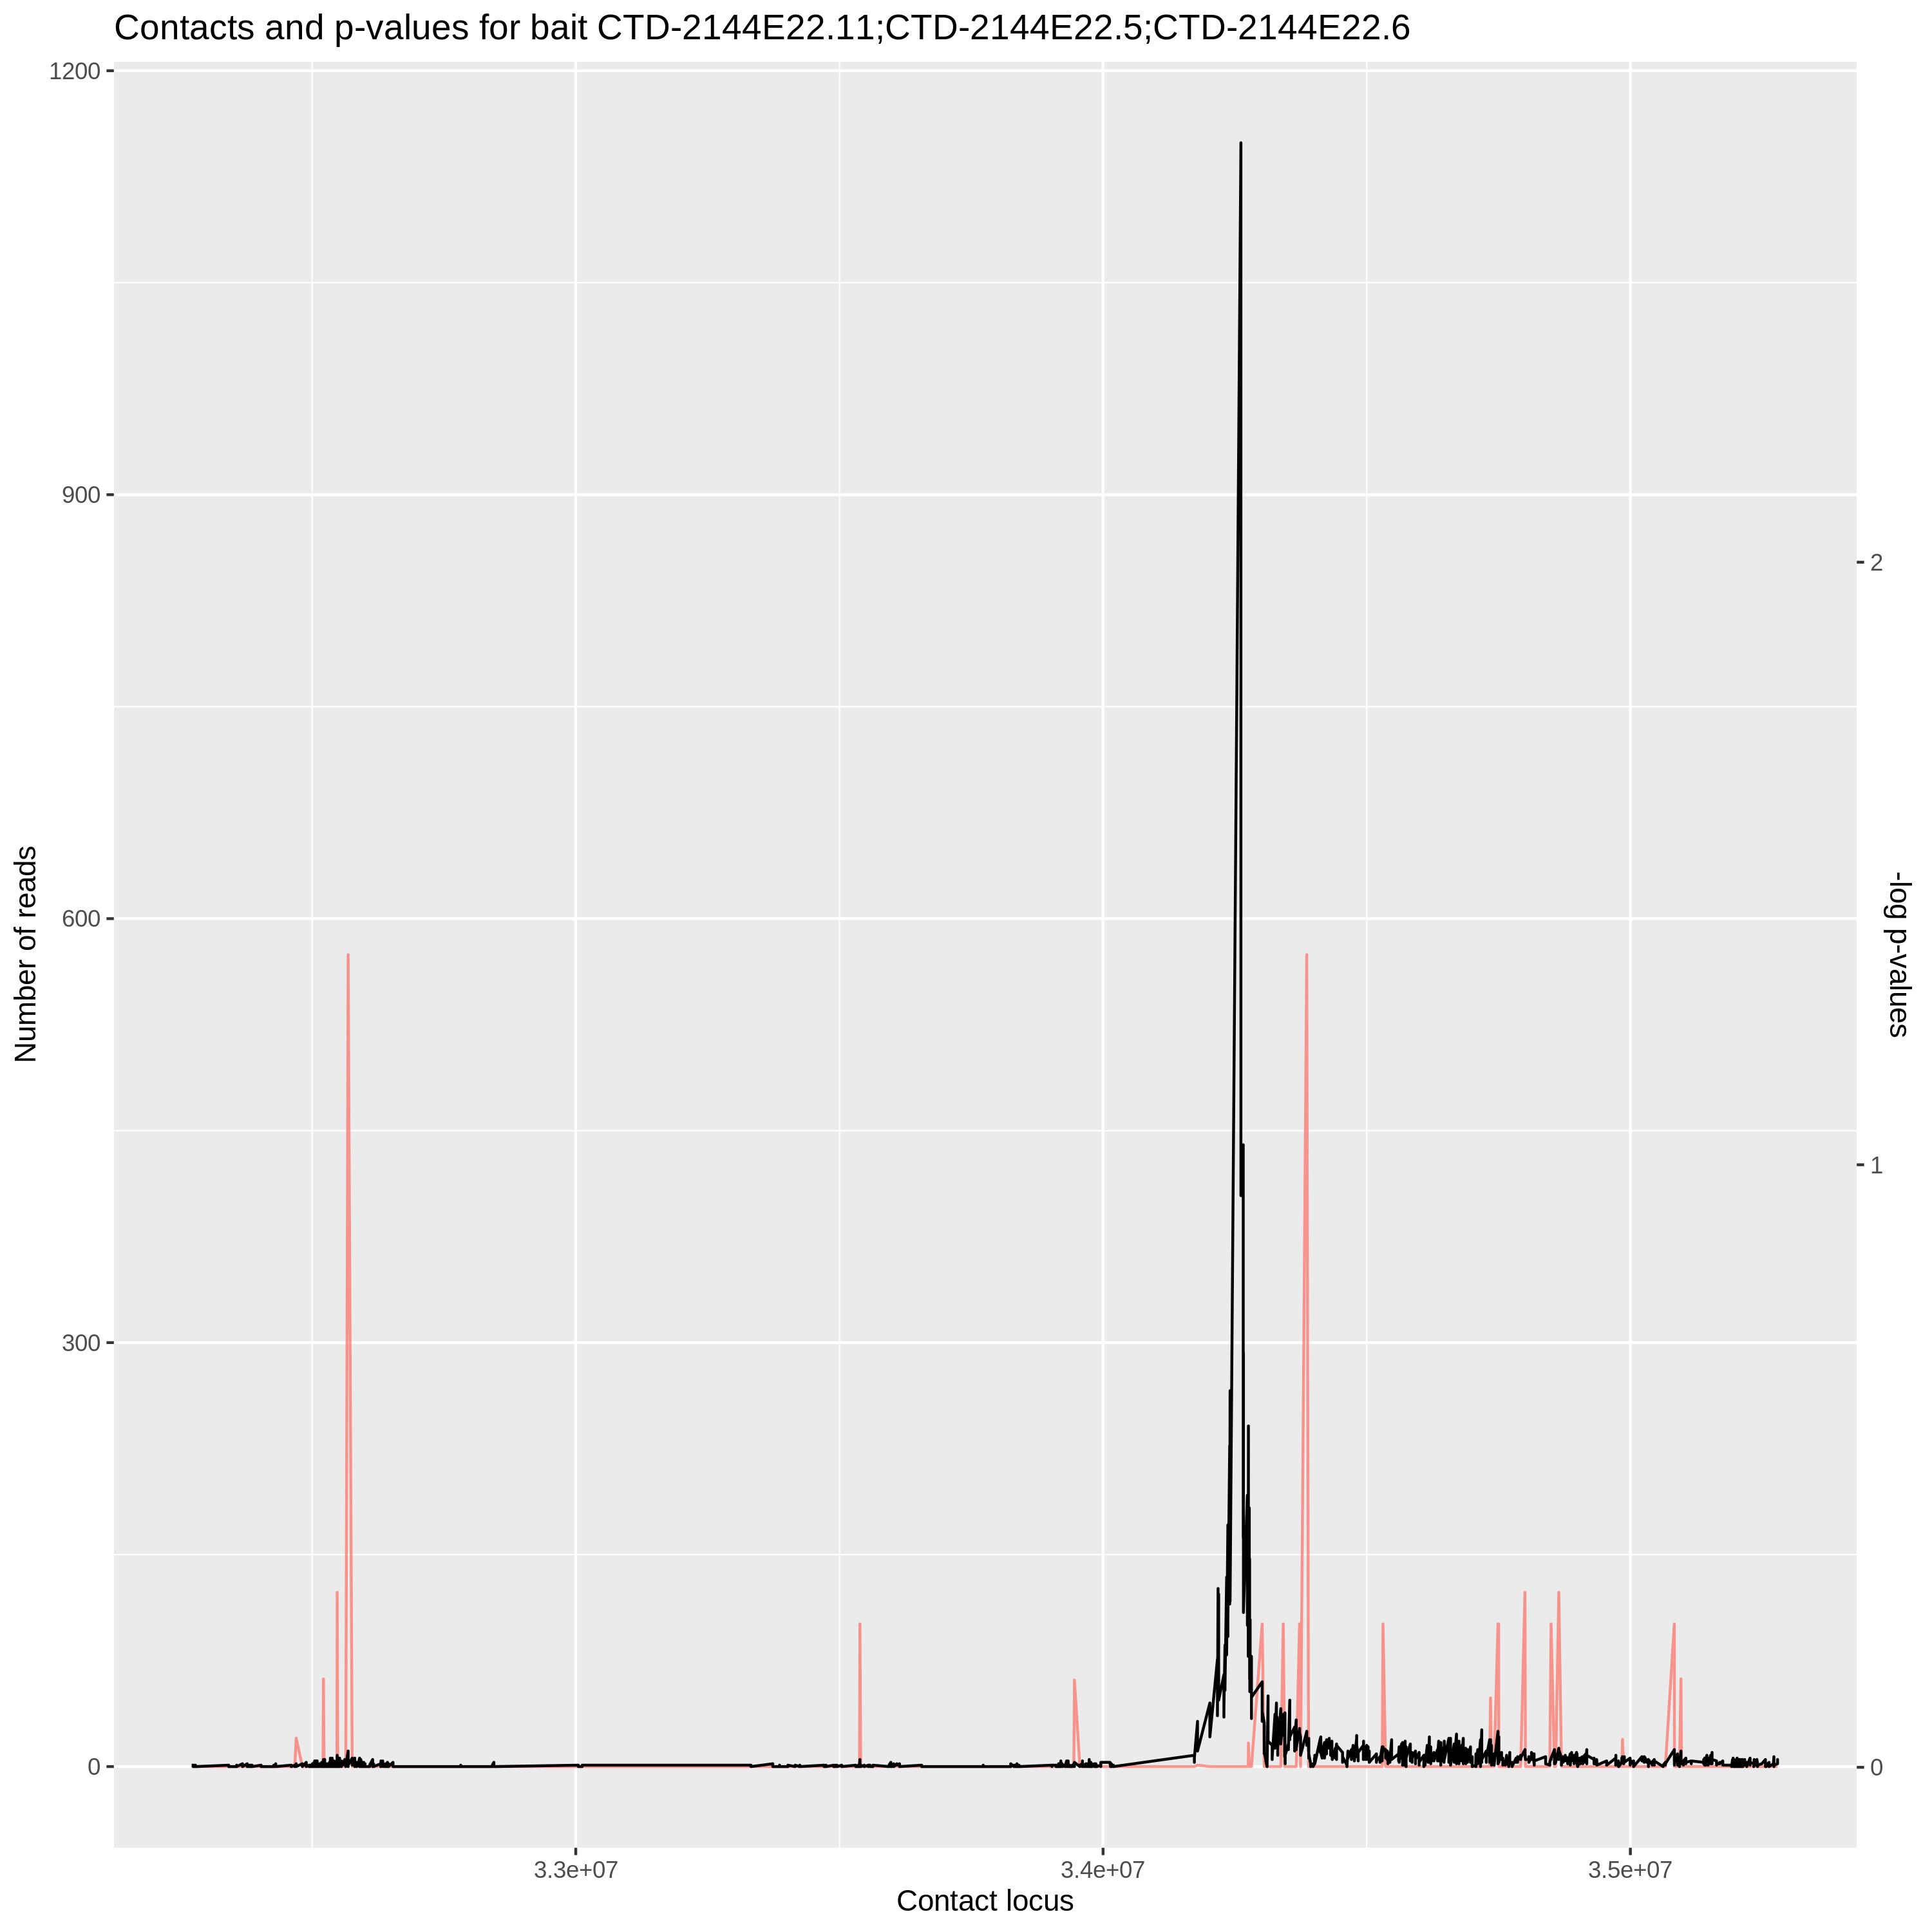 Contacts and p-values for bait CTD-2144E22.11;CTD-2144E22.5;CTD-2144E22.6
1200
900
600
300
0
Number of reads
2
1
0
-log p-values
3.3e+07
3.4e+07
3.5e+07
Contact locus